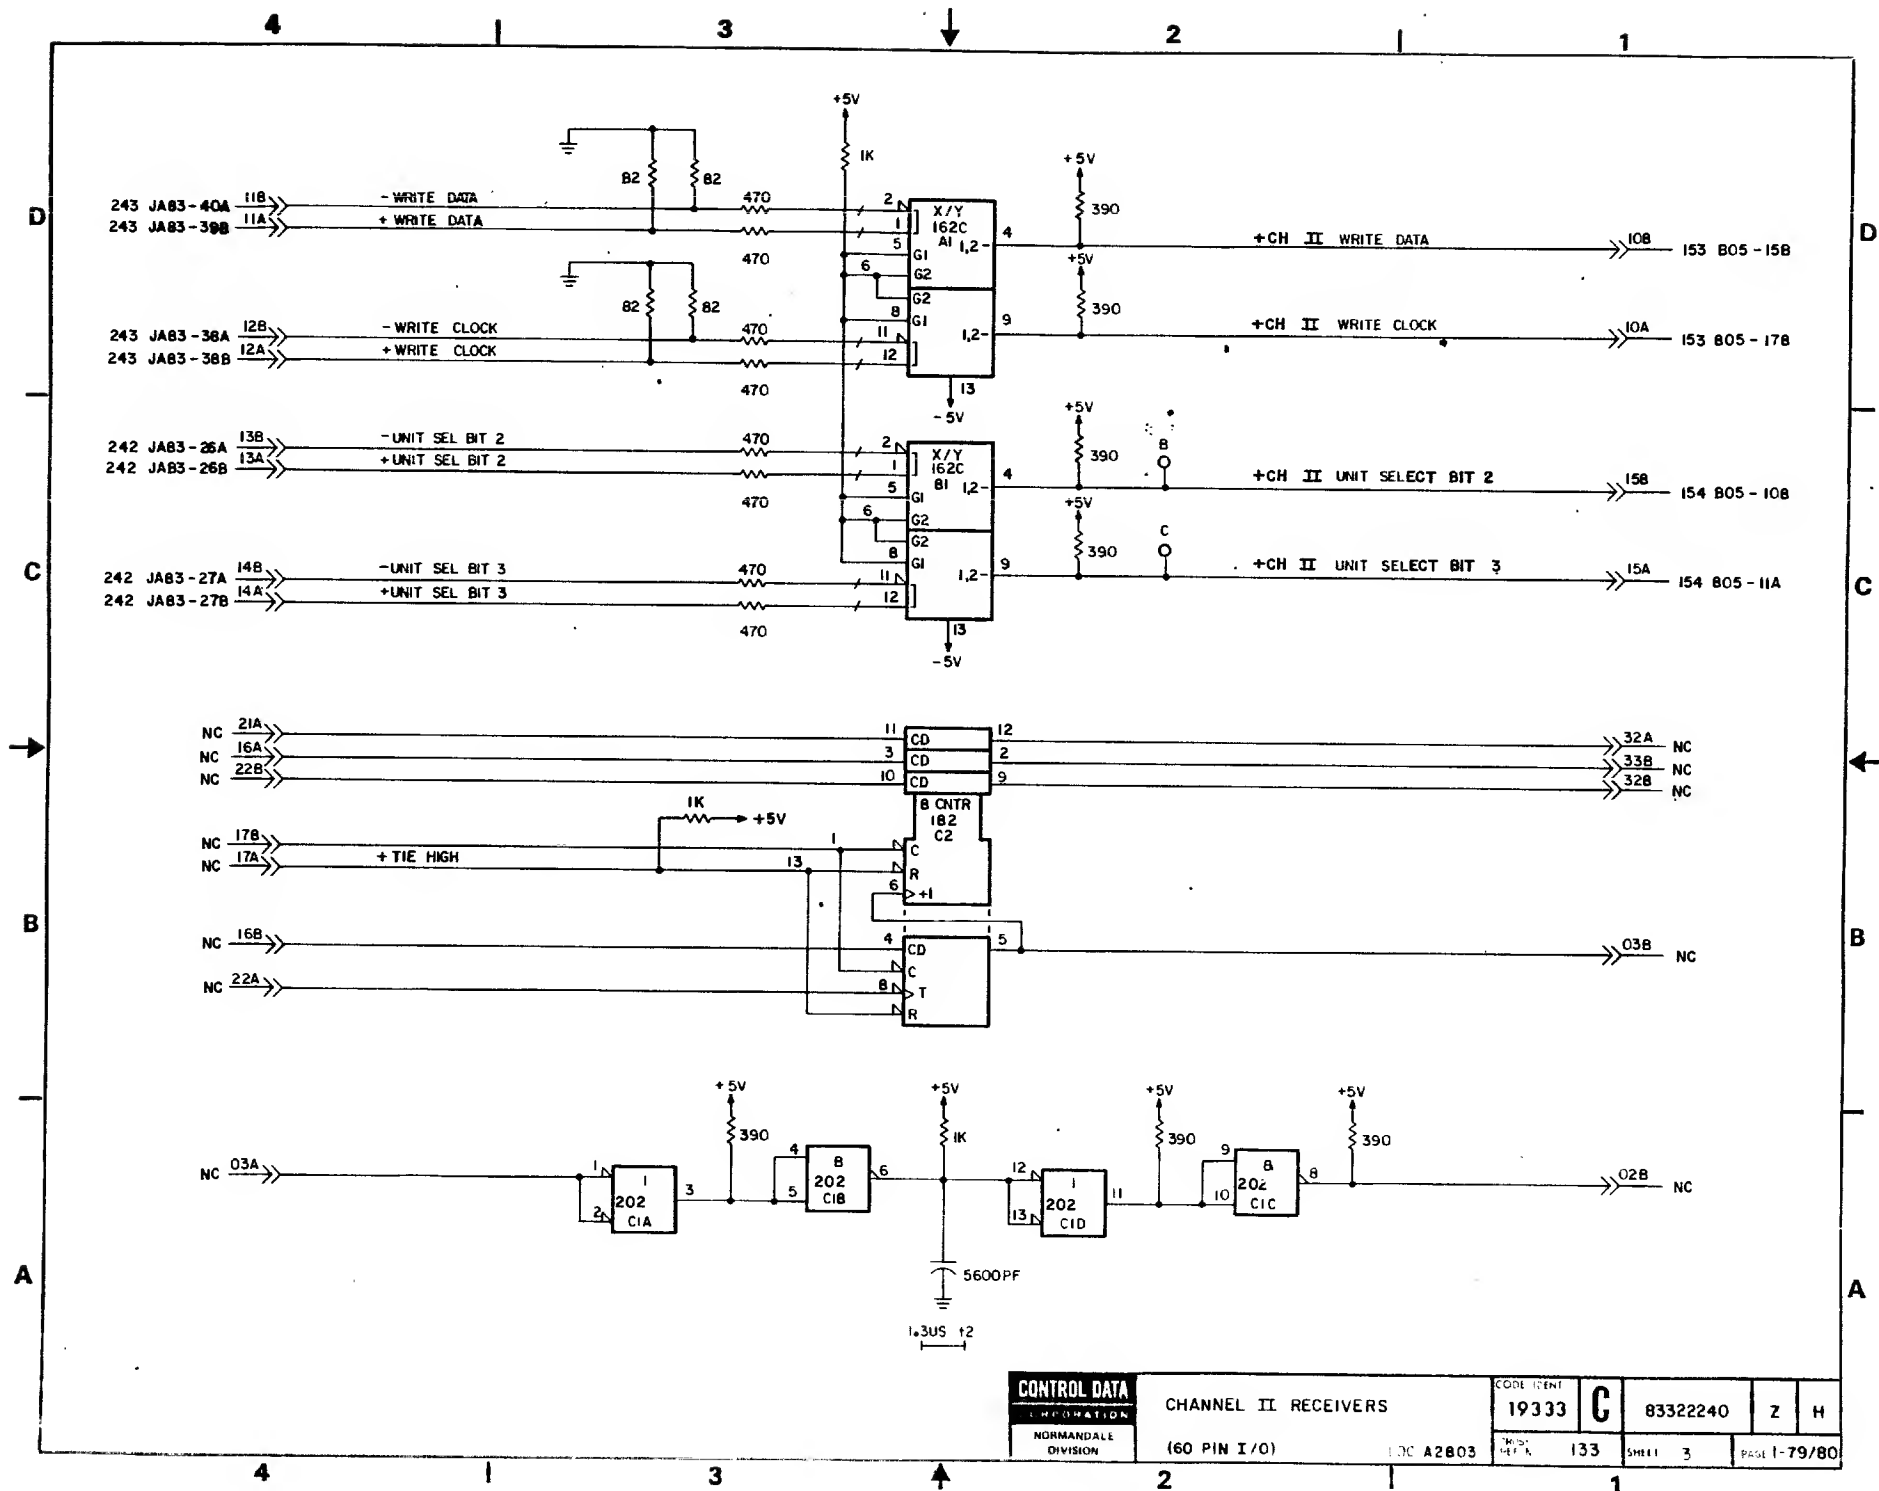 4 3 2 1
+5V
1K
+5V
82 82
390
243 JA83-40A 11B - WRITE DATA 470 2 X/Y
243 JA83-39B 11A + WRITE DATA 1 162C
470 A1
5 G1 1,2- 4 +CH II WRITE DATA 10B 153 B05-15B
6 G2
+5V
D D
82 82
390
G2
8 G1 1,2- 9 +CH II WRITE CLOCK 10A 153 B05-17B
243 JA83-38A 12B - WRITE CLOCK 470 11
243 JA83-38B 12A + WRITE CLOCK 12
470
13
-5V
+5V
390 B
242 JA83-26A 13B -UNIT SEL BIT 2 470 2 X/Y
242 JA83-26B 13A +UNIT SEL BIT 2 1 162C
470 B1
5 G1 1,2- 4 +CH II UNIT SELECT BIT 2 15B 154 B05-10B
6 G2
+5V
390 C
G2
8 G1 1,2- 9 +CH II UNIT SELECT BIT 3 15A 154 B05-11A
C C
242 JA83-27A 14B -UNIT SEL BIT 3 470 11
242 JA83-27B 14A +UNIT SEL BIT 3 12
470
13
-5V
NC 21A 11 CD 12 32A NC
NC 16A 3 CD 2 33B NC
NC 22B 10 CD 9 32B NC
8 CNTR
182
C2
1K +5V
NC 17B 1 C
NC 17A + TIE HIGH 13 R
6 +1
B B
NC 16B 4 CD 5 03B NC
C
NC 22A 8 T
R
+5V +5V +5V +5V
390 1K 390 390
NC 03A 1 2 1 202 C1A 3
4 5 & 202 C1B 6
12 13 1 202 C1D 11
9 10 & 202 C1C 8 02B NC
5600PF
1.3US ±2
A A
CONTROL DATA
CORPORATION
NORMANDALE
DIVISION
CHANNEL II RECEIVERS
(60 PIN I/O) LOC A2803
CODE IDENT
19333 C 83322240 Z H
133 SHEET 3 PAGE 1-79/80
4 3 2 1